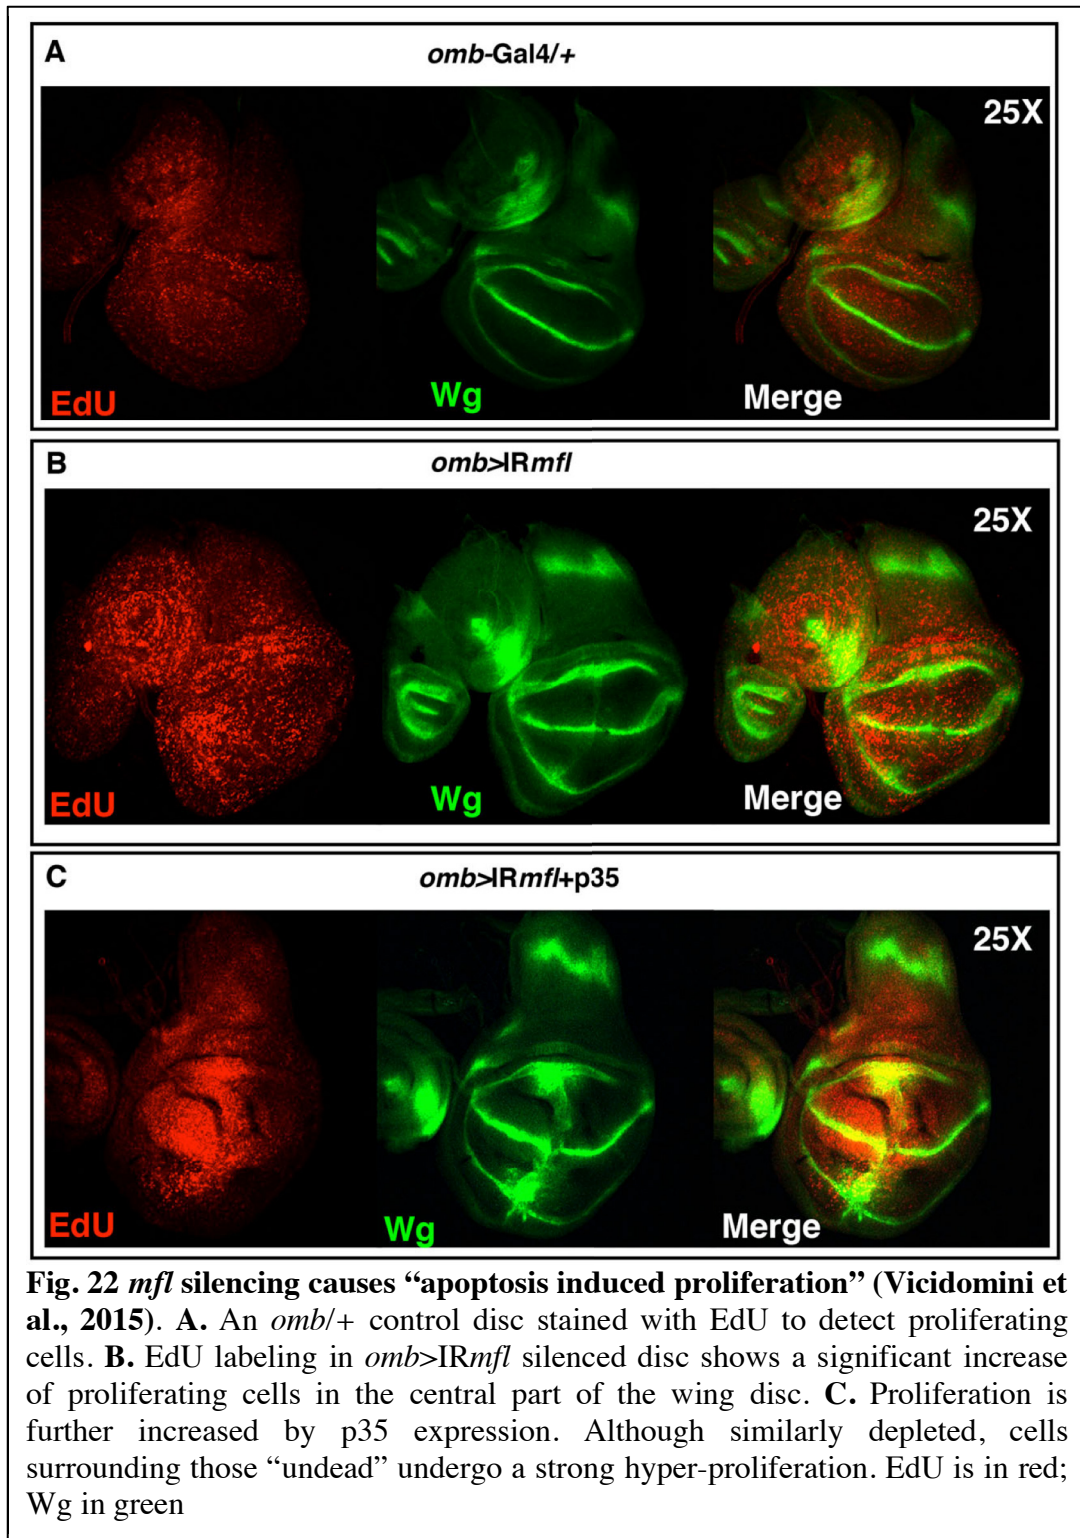 A
omb-Gal4/+
25X
EdU
Wg
Merge
B
omb>IRmfl
25X
EdU
Wg
Merge
C
omb>IRmfl+p35
25X
EdU
Wg
Merge
Fig. 22 mfl silencing causes “apoptosis induced proliferation” (Vicidomini
et al., 2015). A. An omb/+ control disc stained with EdU to detect proliferating
cells. B. EdU labeling in omb>IRmfl silenced disc shows a significant increase
of proliferating cells in the central part of the wing disc. C. Proliferation is
further increased by p35 expression. Although similarly depleted, cells
surrounding those “undead” undergo a strong hyper-proliferation. EdU is in red;
Wg in green